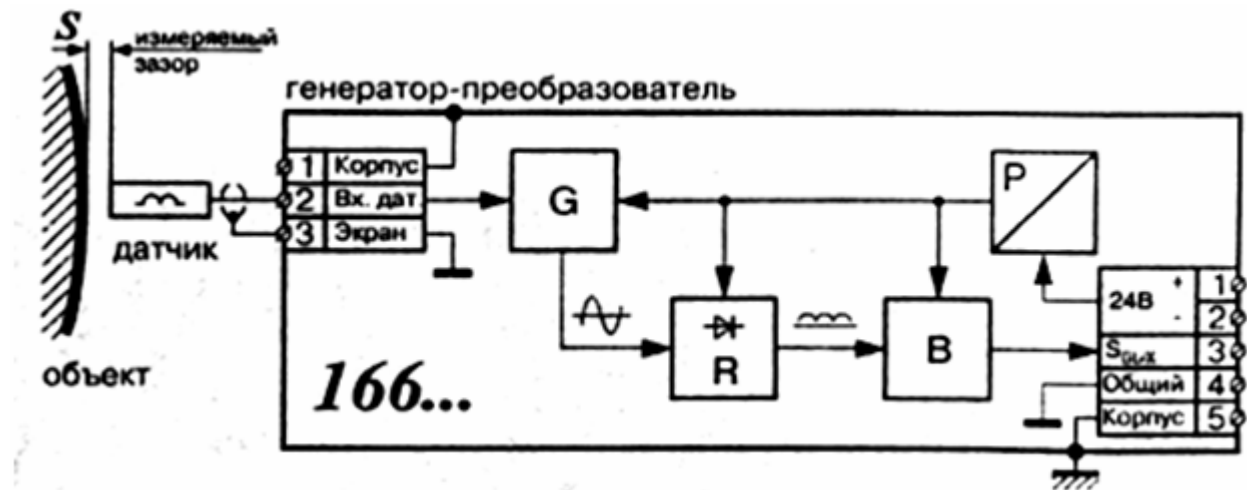 S
измеряемый
зазор
генератор-преобразователь
1 Корпус
2 Вх. дат.
3 Экран
датчик
объект
G
P
R
B
166...
24В + 1
- 2
Sвых 3
Общий 4
Корпус 5